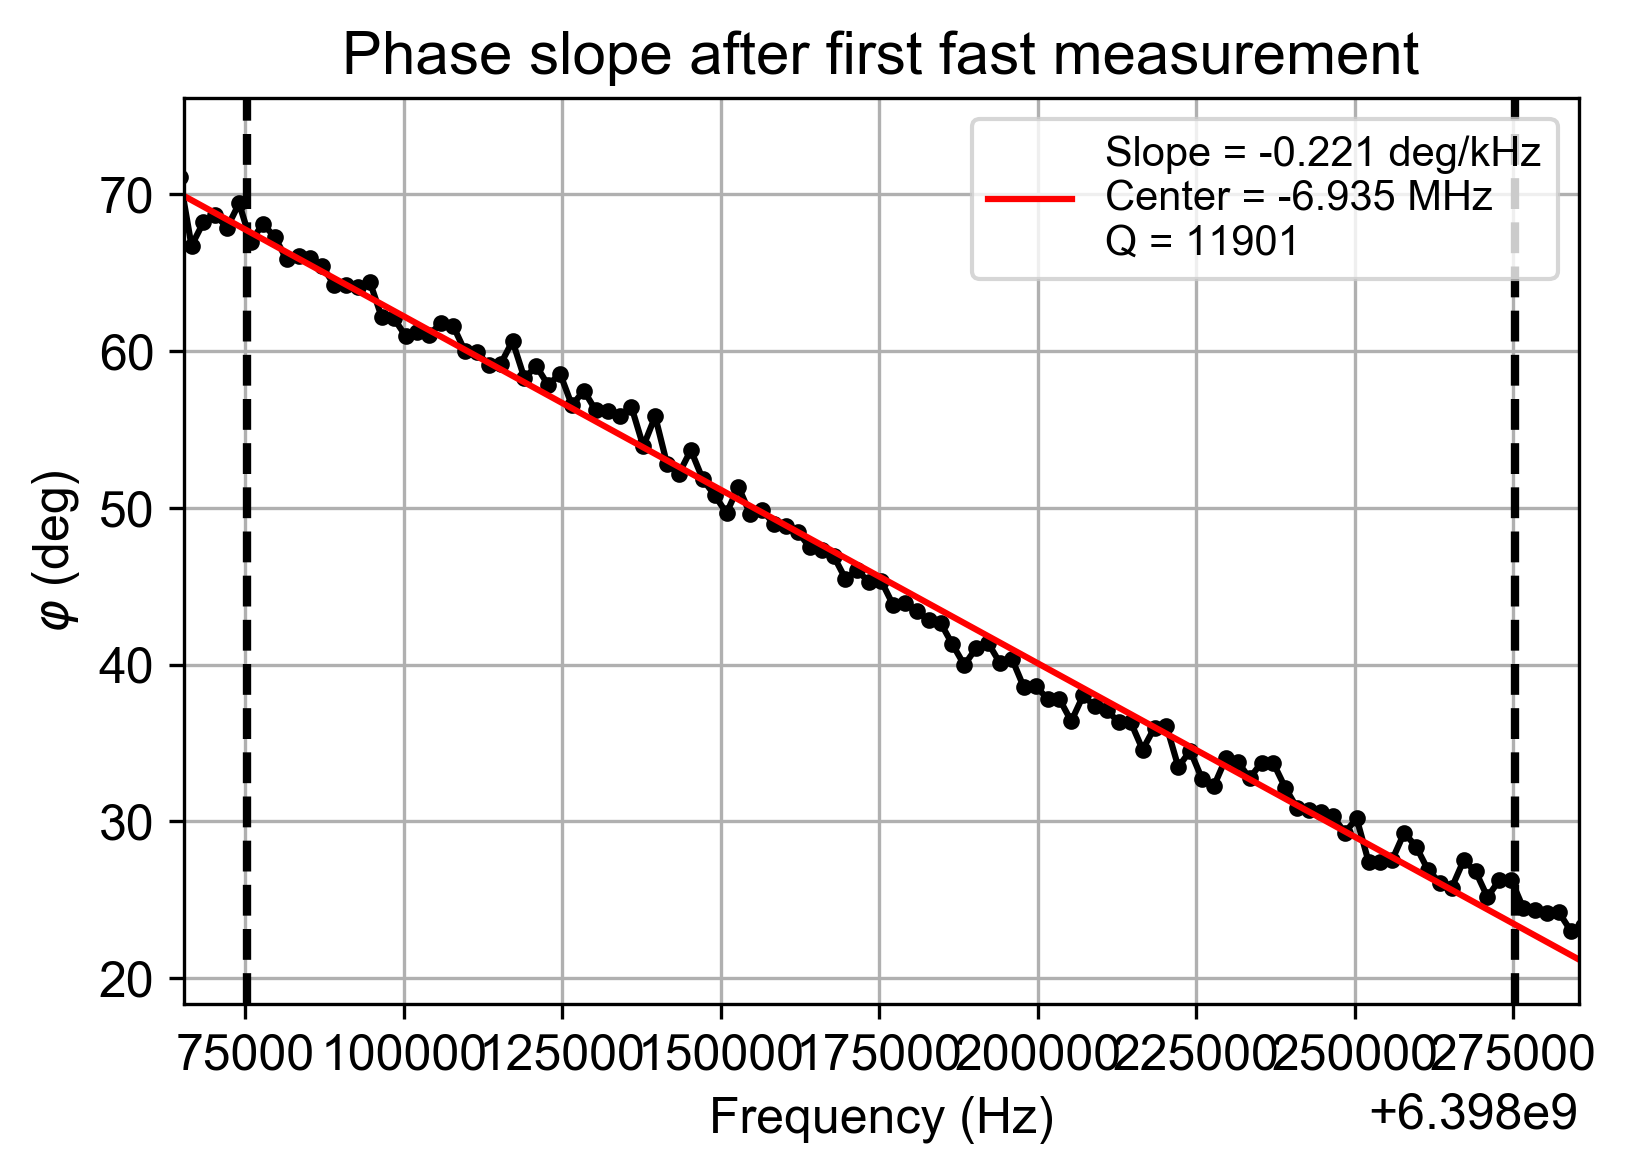 Phase slope after first fast measurement
Slope = -0.221 deg/kHz
Center = -6.935 MHz
Q = 11901
70
60
50
40
30
20
φ (deg)
75000 100000 125000 150000 175000 200000 225000 250000 275000
Frequency (Hz)
+6.398e9